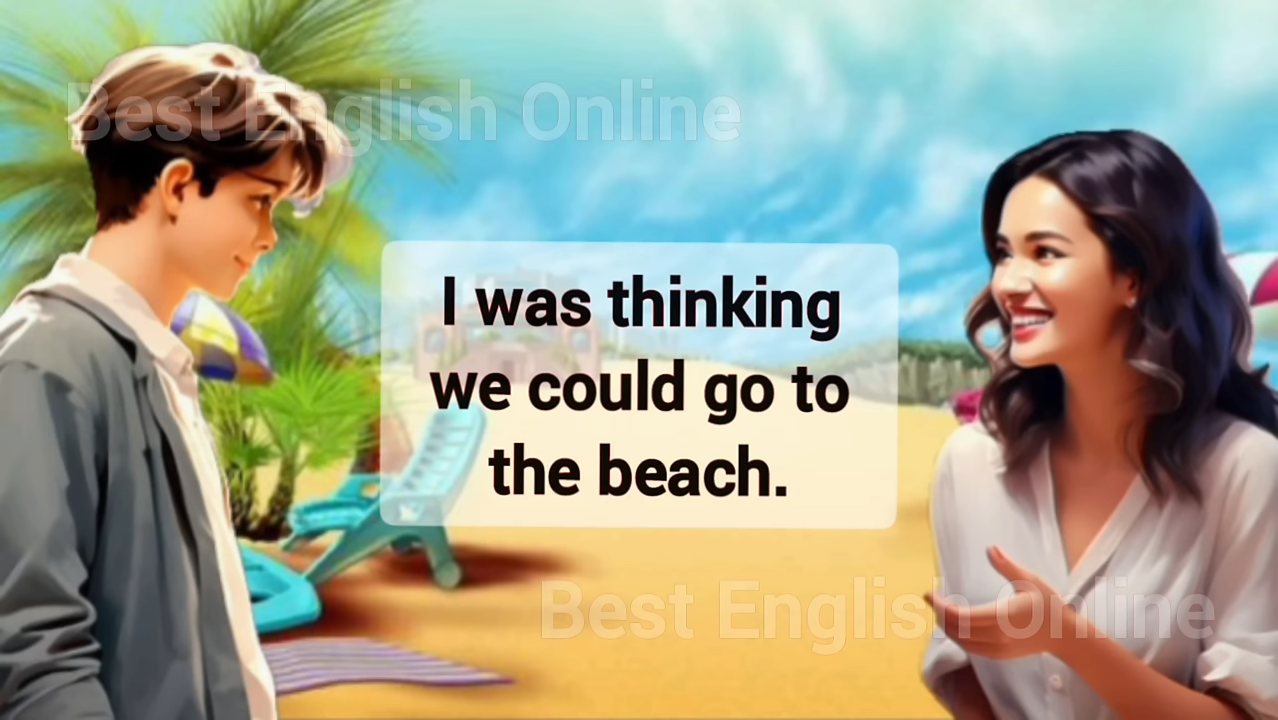 Best English Online
I was thinking
we could go to
the beach.
Best English Online